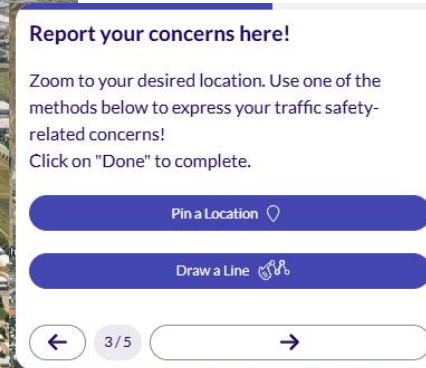 Report your concerns here!
Zoom to your desired location. Use one of the
methods below to express your traffic safety-
related concerns!
Click on "Done" to complete.
Pin a Location
Draw a Line
3/5